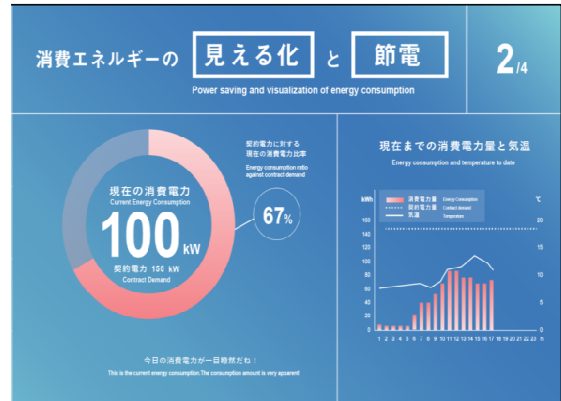 消費エネルギーの 見える化 と 節電
Power saving and visualization of energy consumption
2/4
契約電力に対する
現在の消費電力比率
Energy consumption ratio
against contract demand
67%
現在の消費電力
Current Energy Consumption
100 kW
契約電力 150 kW
Contract Demand
今日の消費電力が一目瞭然だね！
This is the current energy consumption.The consumption amount is very apparent
現在までの消費電力量と気温
Energy consumption and temperature to date
kWh
℃
消費電力量 Energy Consumption
契約電力量 Contract demand
気温 Temperature
160
140
120
100
80
60
40
20
0
20
15
10
5
0
1 2 3 4 5 6 7 8 9 10 11 12 13 14 15 16 17 18 19 20 21 22 23 h